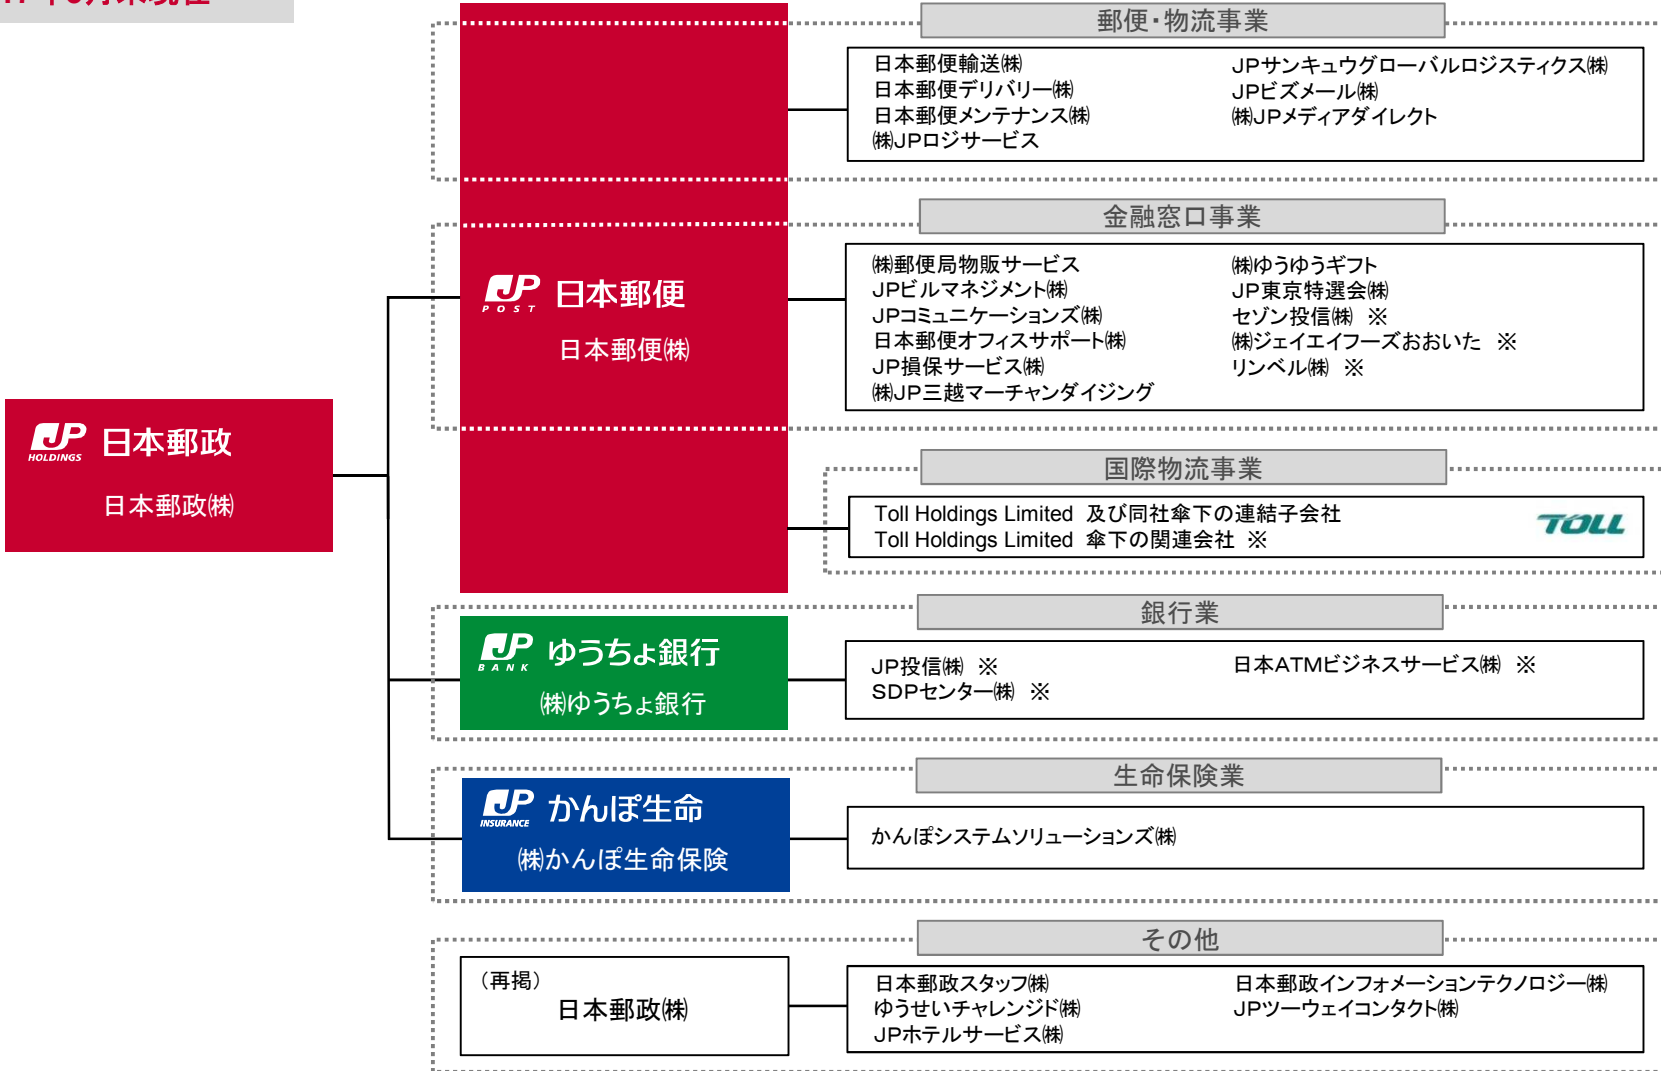 年3月末現在
郵便・物流事業
日本郵便輸送㈱
日本郵便デリバリー㈱
日本郵便メンテナンス㈱
㈱JPロジサービス
JPサンキュウグローバルロジスティクス㈱
JPビズメール㈱
㈱JPメディアダイレクト
金融窓口事業
JP POST 日本郵便
日本郵便㈱
㈱郵便局物販サービス
JPビルマネジメント㈱
JPコミュニケーションズ㈱
日本郵便オフィスサポート㈱
JP損保サービス㈱
㈱JP三越マーチャンダイジング
㈱ゆうゆうギフト
JP東京特選会㈱
セゾン投信㈱ ※
㈱ジェイエイフーズおおいた ※
リンベル㈱ ※
JP HOLDINGS 日本郵政
日本郵政㈱
国際物流事業
Toll Holdings Limited 及び同社傘下の連結子会社
Toll Holdings Limited 傘下の関連会社 ※
TOLL
銀行業
JP BANK ゆうちょ銀行
㈱ゆうちょ銀行
JP投信㈱ ※
SDPセンター㈱ ※
日本ATMビジネスサービス㈱ ※
生命保険業
JP INSURANCE かんぽ生命
㈱かんぽ生命保険
かんぽシステムソリューションズ㈱
その他
（再掲）
日本郵政㈱
日本郵政スタッフ㈱
ゆうせいチャレンジド㈱
JPホテルサービス㈱
日本郵政インフォメーションテクノロジー㈱
JPツーウェイコンタクト㈱